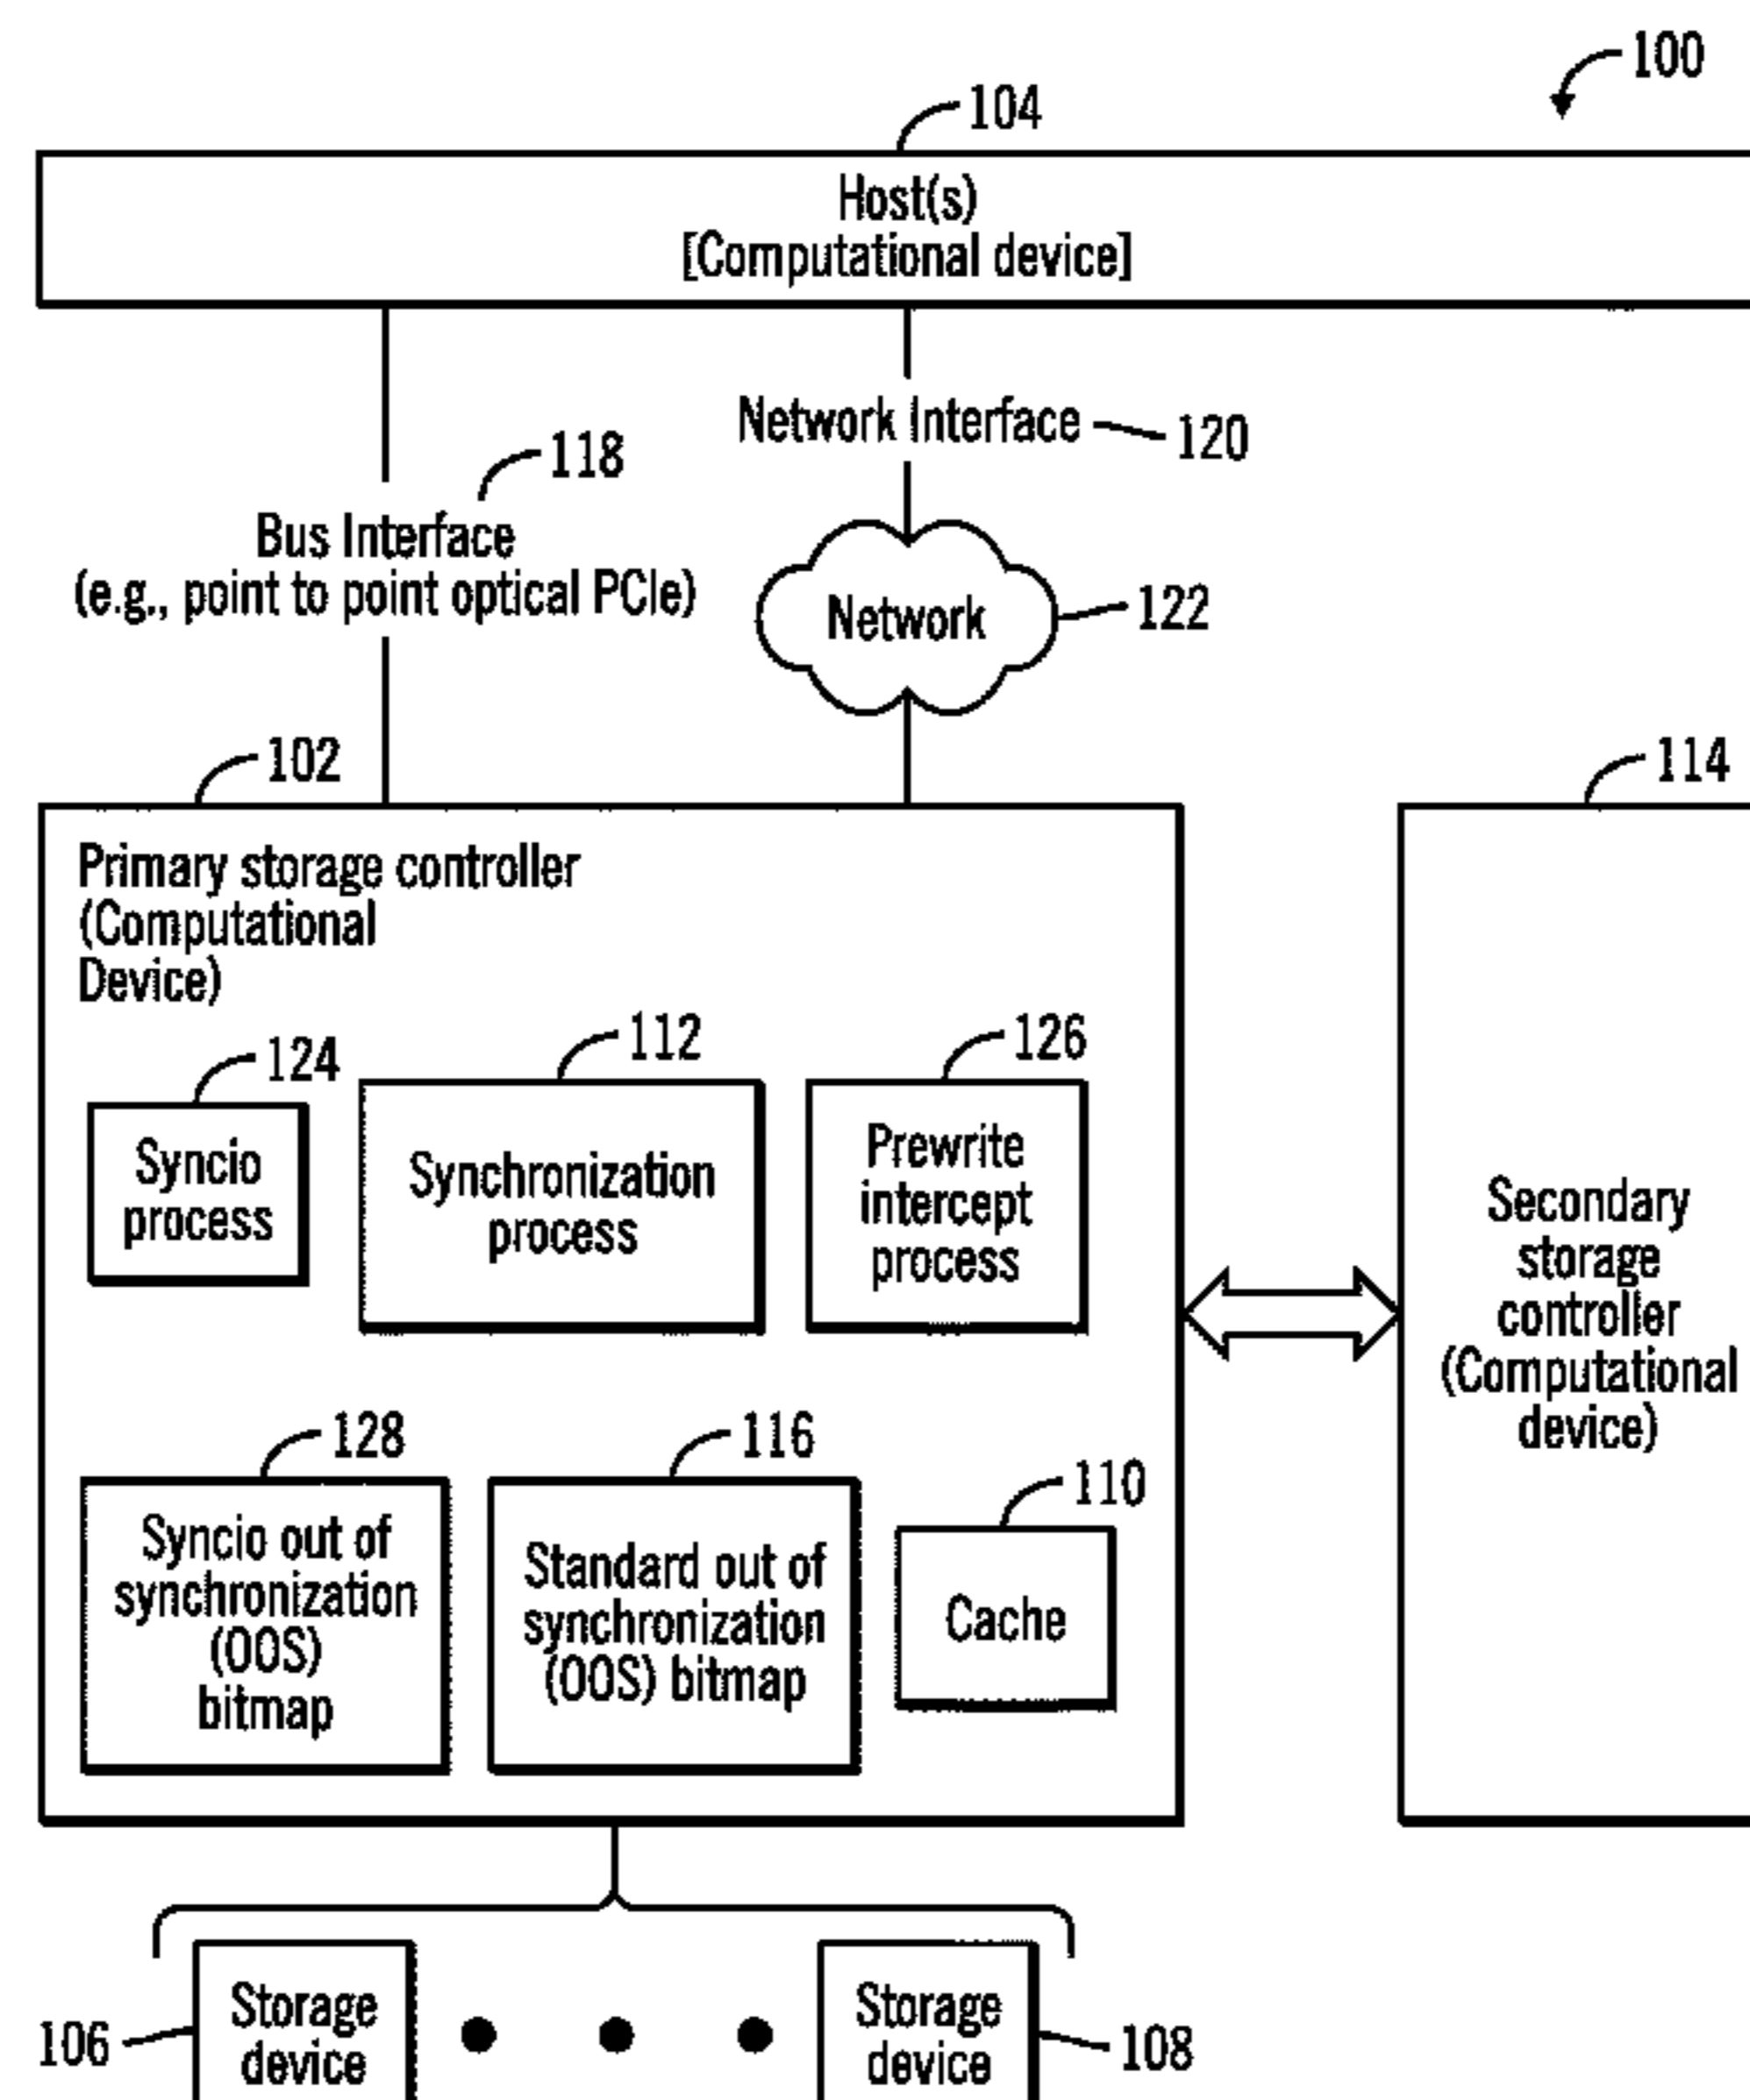 100
104
Host(s)
[Computational device]
Network Interface
120
118
Bus Interface
(e.g., point to point optical PCIe)
Network
122
102
114
Primary storage controller
(Computational
Device)
124
112
126
Syncio
process
Synchronization
process
Prewrite
intercept
process
Secondary
storage
controller
(Computational
device)
128
116
110
Syncio out of
synchronization
(OOS)
bitmap
Standard out of
synchronization
(OOS) bitmap
Cache
106
Storage
device
Storage
device
108